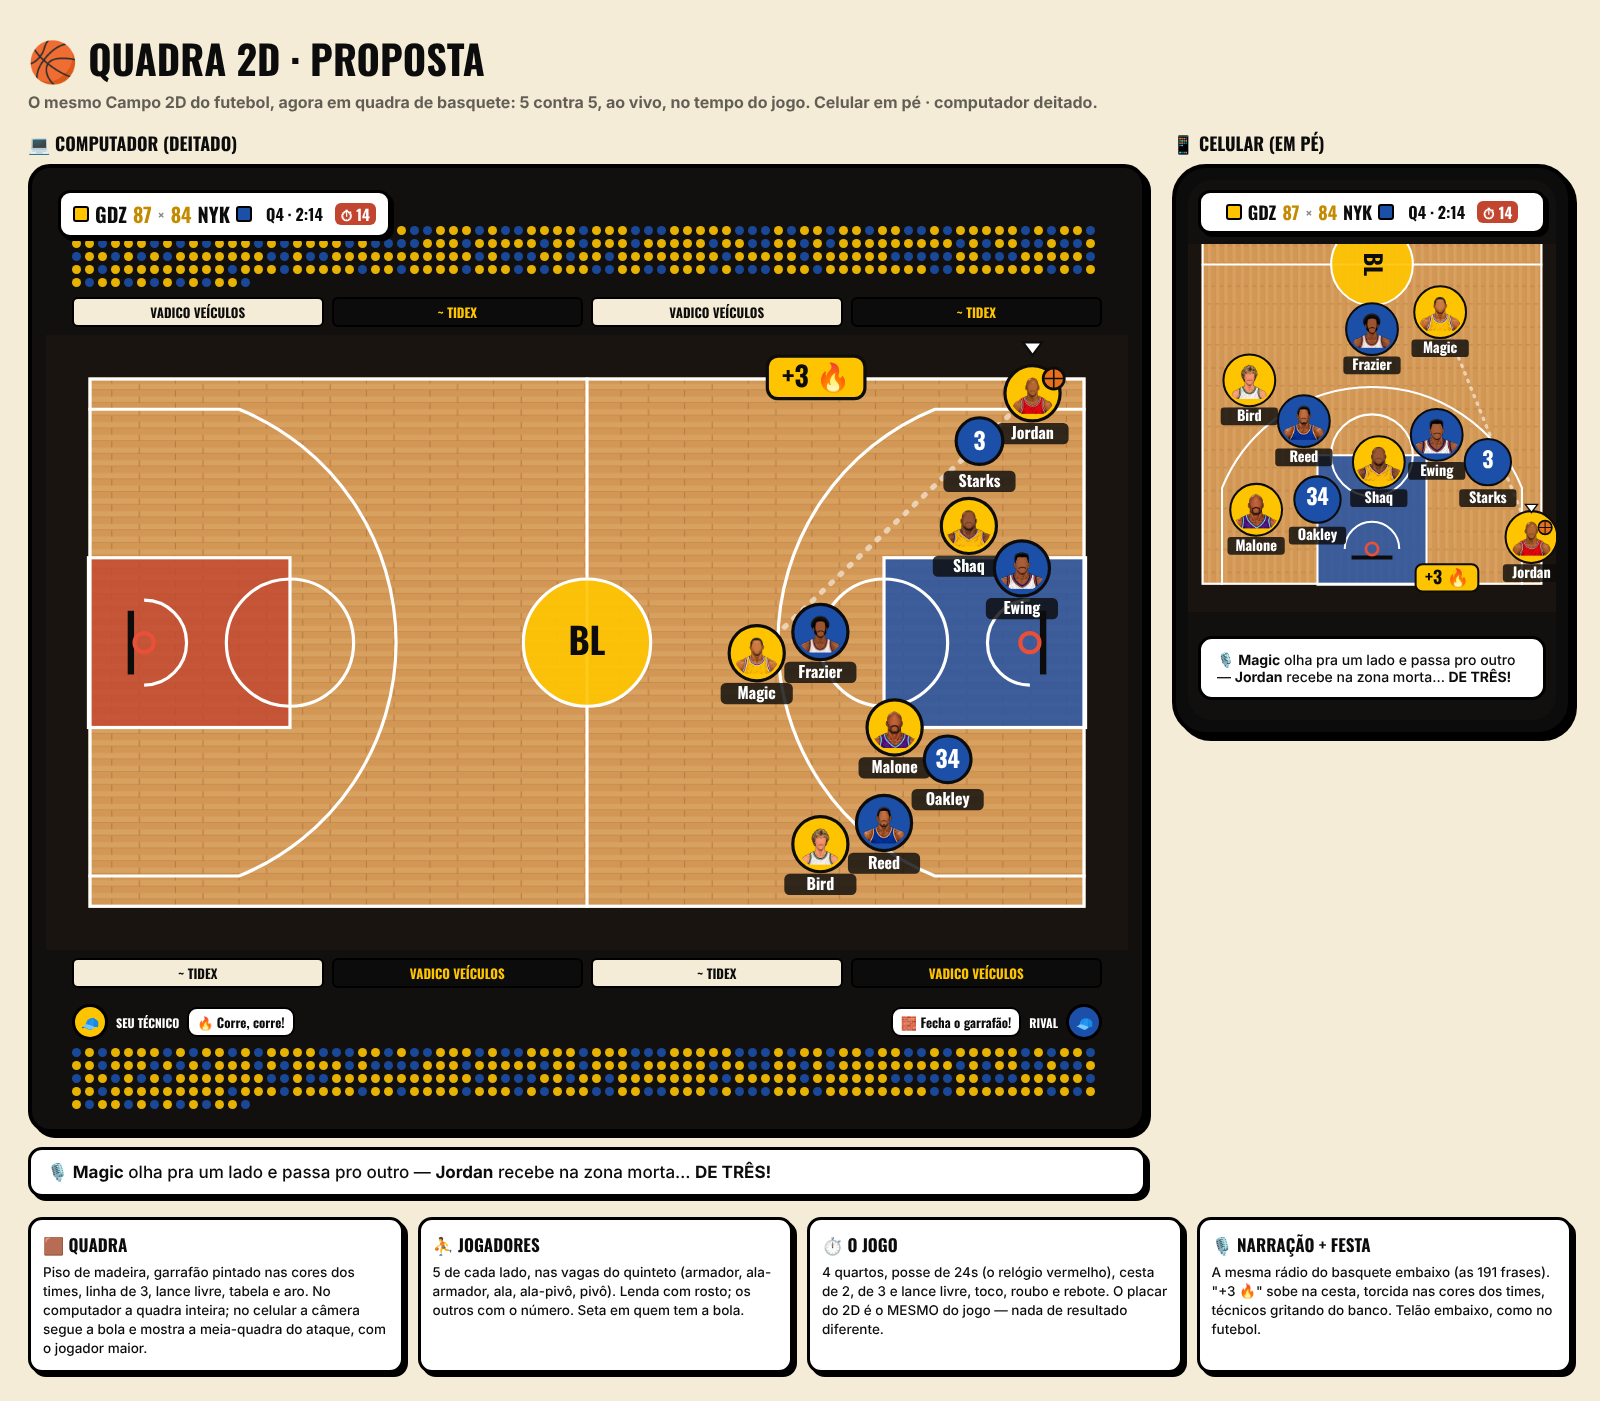 QUADRA 2D · PROPOSTA
O mesmo Campo 2D do futebol, agora em quadra de basquete: 5 contra 5, ao vivo, no tempo do jogo. Celular em pé · computador deitado.
COMPUTADOR (DEITADO)
GDZ 87 × 84 NYK Q4 · 2:14 ⏱ 14
VADICO VEÍCULOS
~ TIDEX
VADICO VEÍCULOS
~ TIDEX
+3 🔥
Jordan
3
Starks
Shaq
Ewing
BL
Frazier
Magic
Malone
34
Oakley
Reed
Bird
~ TIDEX
VADICO VEÍCULOS
~ TIDEX
VADICO VEÍCULOS
SEU TÉCNICO
🔥 Corre, corre!
🧱 Fecha o garrafão!
RIVAL
🎙️ Magic olha pra um lado e passa pro outro — Jordan recebe na zona morta... DE TRÊS!
CELULAR (EM PÉ)
GDZ 87 × 84 NYK Q4 · 2:14 ⏱ 14
BL
Magic
Frazier
Bird
Reed
Ewing
3
Shaq
Starks
34
Malone
Oakley
Jordan
+3 🔥
🎙️ Magic olha pra um lado e passa pro outro
— Jordan recebe na zona morta... DE TRÊS!
QUADRA
Piso de madeira, garrafão pintado nas cores dos
times, linha de 3, lance livre, tabela e aro. No
computador a quadra inteira; no celular a câmera
segue a bola e mostra a meia-quadra do ataque, com
o jogador maior.
JOGADORES
5 de cada lado, nas vagas do quinteto (armador, ala-
armador, ala, ala-pivô, pivô). Lenda com rosto; os
outros com o número. Seta em quem tem a bola.
O JOGO
4 quartos, posse de 24s (o relógio vermelho), cesta
de 2, de 3 e lance livre, toco, roubo e rebote. O placar
do 2D é o MESMO do jogo — nada de resultado
diferente.
NARRAÇÃO + FESTA
A mesma rádio do basquete embaixo (as 191 frases).
"+3 🔥" sobe na cesta, torcida nas cores dos times,
técnicos gritando do banco. Telão embaixo, como no
futebol.